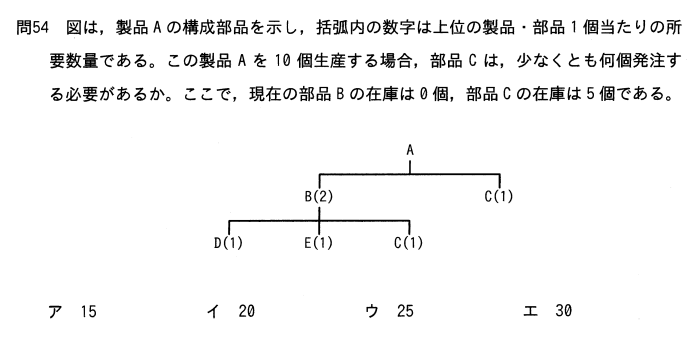 問54 図は，製品Aの構成部品を示し，括弧内の数字は上位の製品・部品1個当たりの所
要数量である。この製品Aを10個生産する場合，部品Cは，少なくとも何個発注す
る必要があるか。ここで，現在の部品Bの在庫は0個，部品Cの在庫は5個である。
A
B(2) C(1)
D(1) E(1) C(1)
ア 15 イ 20 ウ 25 エ 30